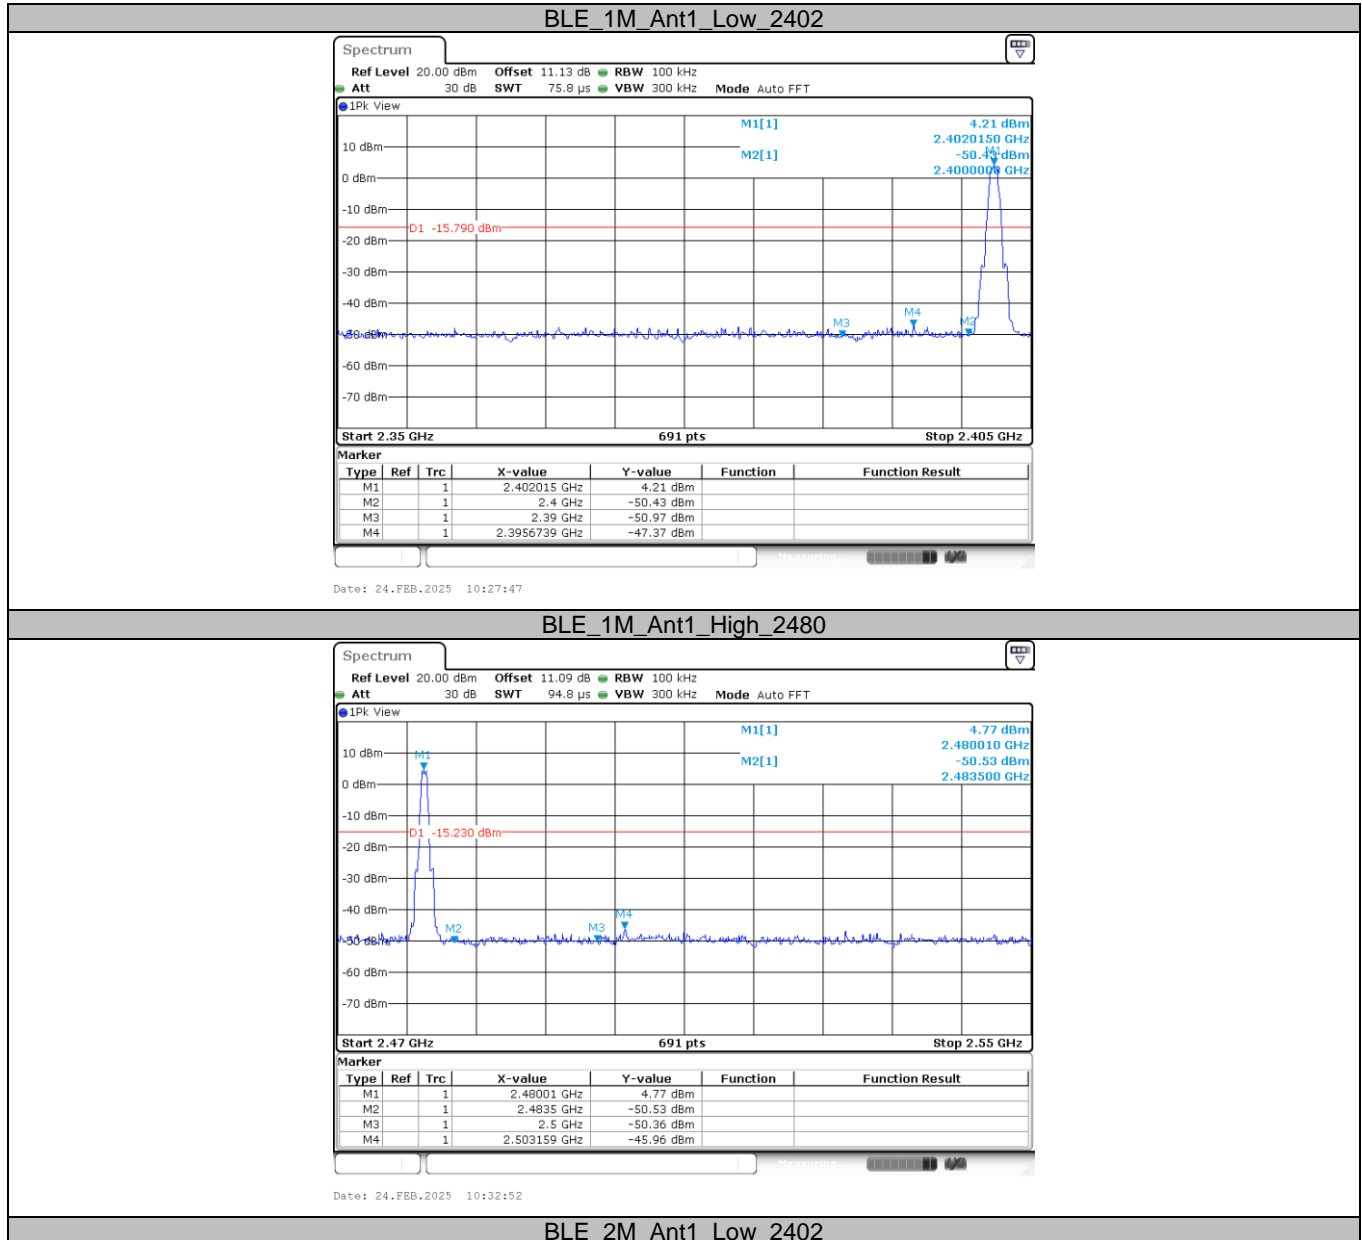 BLE_1M_Ant1_Low_2402
Spectrum
Ref Level 20.00 dBm Offset 11.13 dB RBW 100 kHz
Att 30 dB SWT 75.8 µs VBW 300 kHz Mode Auto FFT
1Pk View
M1[1] 4.21 dBm
2.4020150 GHz
M2[1] -50.43 dBm
2.4000000 GHz
M1
10 dBm
0 dBm
-10 dBm
D1 -15.790 dBm
-20 dBm
-30 dBm
-40 dBm
M3 M4 M2
-50 dBm
-60 dBm
-70 dBm
Start 2.35 GHz 691 pts Stop 2.405 GHz
Marker
Type Ref Trc X-value Y-value Function Function Result
M1 1 2.402015 GHz 4.21 dBm
M2 1 2.4 GHz -50.43 dBm
M3 1 2.39 GHz -50.97 dBm
M4 1 2.3956739 GHz -47.37 dBm
Measuring...
Date: 24.FEB.2025 10:27:47
BLE_1M_Ant1_High_2480
Spectrum
Ref Level 20.00 dBm Offset 11.09 dB RBW 100 kHz
Att 30 dB SWT 94.8 µs VBW 300 kHz Mode Auto FFT
1Pk View
M1[1] 4.77 dBm
2.480010 GHz
M2[1] -50.53 dBm
2.483500 GHz
10 dBm
M1
0 dBm
-10 dBm
D1 -15.230 dBm
-20 dBm
-30 dBm
-40 dBm
M2 M3 M4
-50 dBm
-60 dBm
-70 dBm
Start 2.47 GHz 691 pts Stop 2.55 GHz
Marker
Type Ref Trc X-value Y-value Function Function Result
M1 1 2.48001 GHz 4.77 dBm
M2 1 2.4835 GHz -50.53 dBm
M3 1 2.5 GHz -50.36 dBm
M4 1 2.503159 GHz -45.96 dBm
Measuring...
Date: 24.FEB.2025 10:32:52
BLE_2M_Ant1_Low_2402